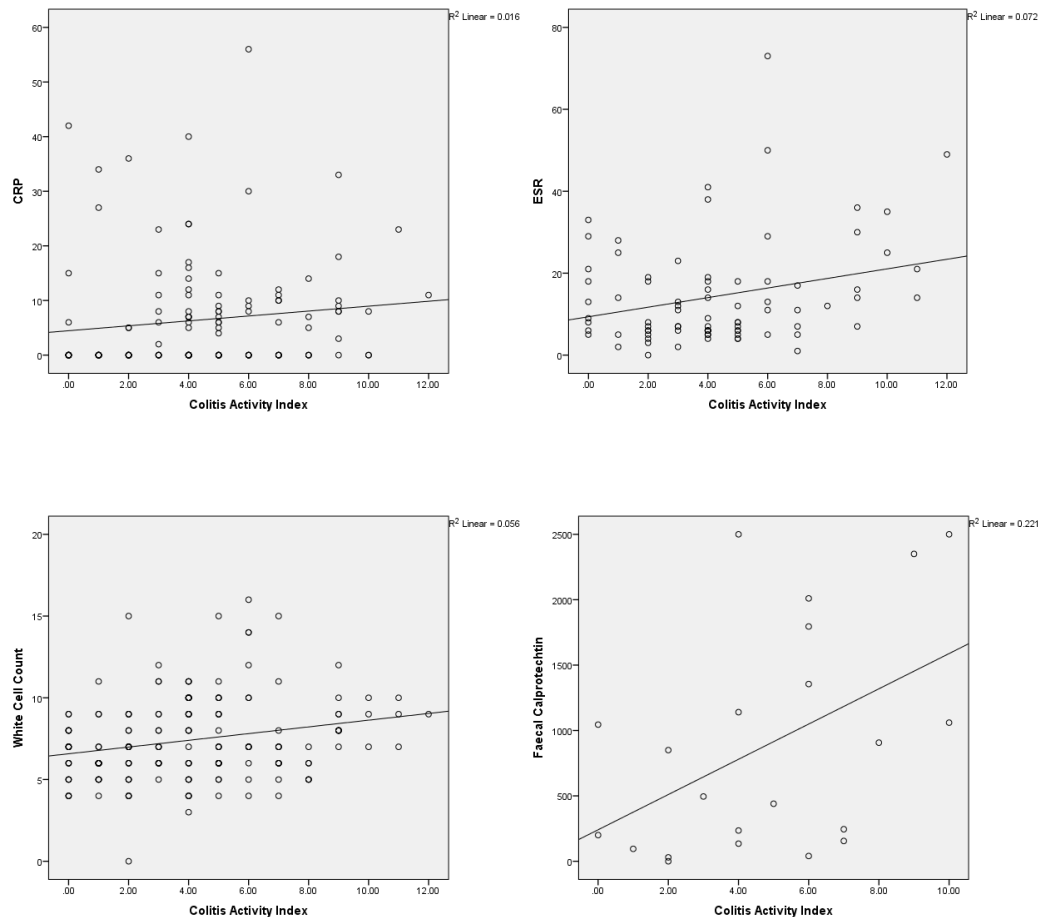 R2 Linear = 0.016
60
50
40
30
20
10
0
CRP
.00 2.00 4.00 6.00 8.00 10.00 12.00
Colitis Activity Index
R2 Linear = 0.072
80
60
40
20
0
ESR
.00 2.00 4.00 6.00 8.00 10.00 12.00
Colitis Activity Index
R2 Linear = 0.056
20
15
10
5
0
White Cell Count
.00 2.00 4.00 6.00 8.00 10.00 12.00
Colitis Activity Index
R2 Linear = 0.221
2500
2000
1500
1000
500
0
Faecal Calprotechtin
.00 2.00 4.00 6.00 8.00 10.00
Colitis Activity Index